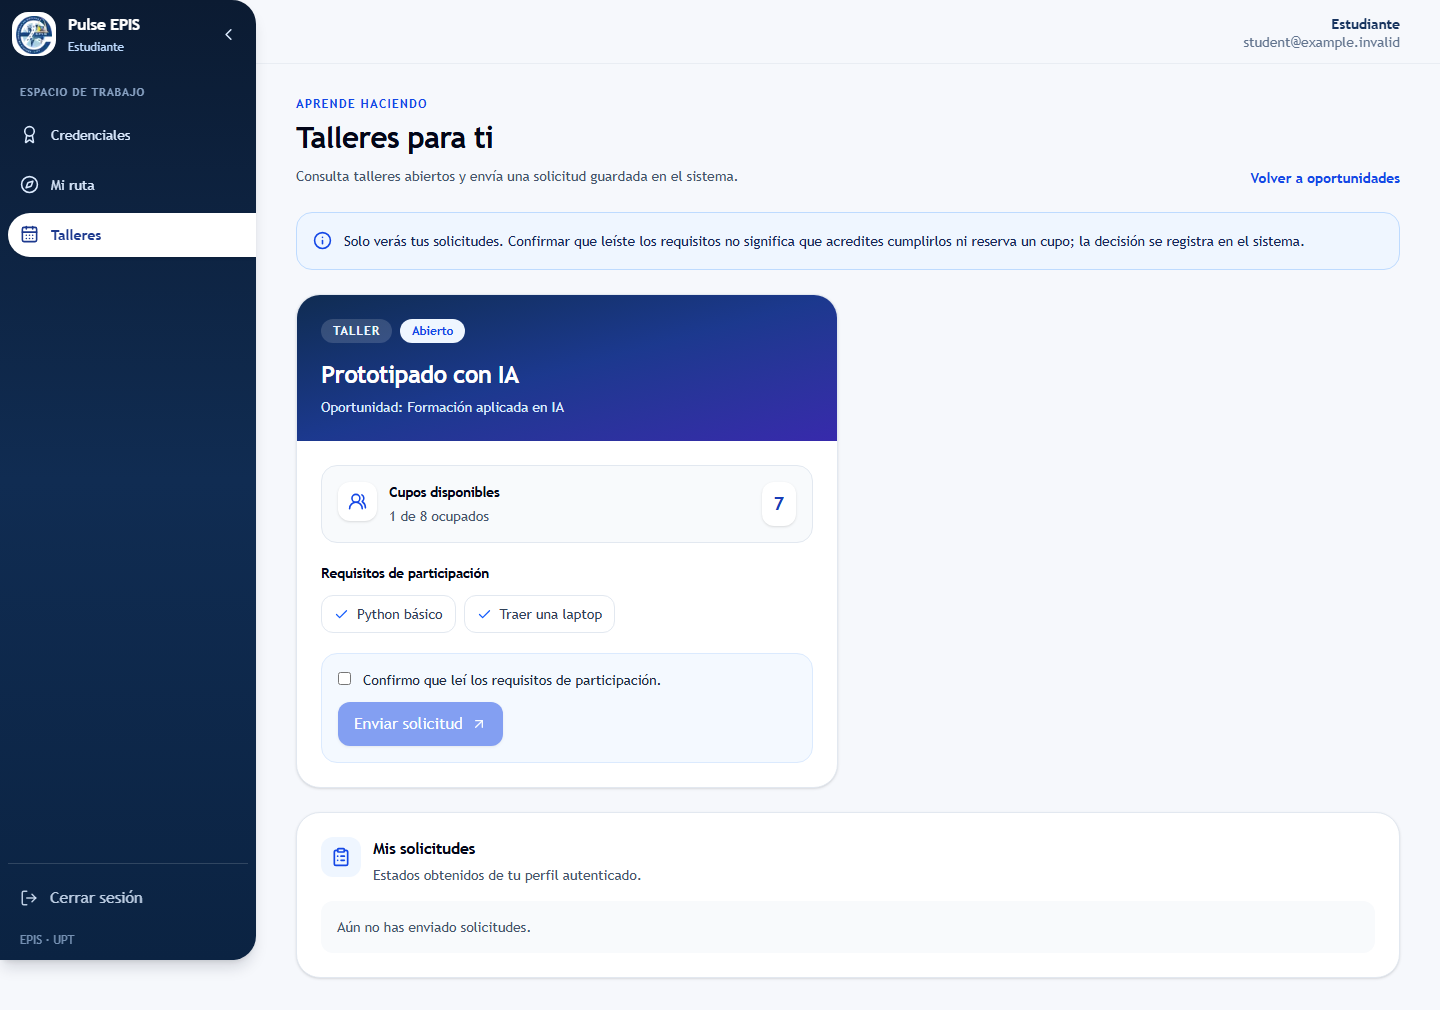 Pulse EPIS
Estudiante
ESPACIO DE TRABAJO
Credenciales
Mi ruta
Talleres
Cerrar sesión
EPIS · UPT
Estudiante
student@example.invalid
APRENDE HACIENDO
Talleres para ti
Consulta talleres abiertos y envía una solicitud guardada en el sistema.
Volver a oportunidades
Solo verás tus solicitudes. Confirmar que leíste los requisitos no significa que acredites cumplirlos ni reserva un cupo; la decisión se registra en el sistema.
TALLER
Abierto
Prototipado con IA
Oportunidad: Formación aplicada en IA
Cupos disponibles
1 de 8 ocupados
7
Requisitos de participación
Python básico
Traer una laptop
Confirmo que leí los requisitos de participación.
Enviar solicitud
Mis solicitudes
Estados obtenidos de tu perfil autenticado.
Aún no has enviado solicitudes.